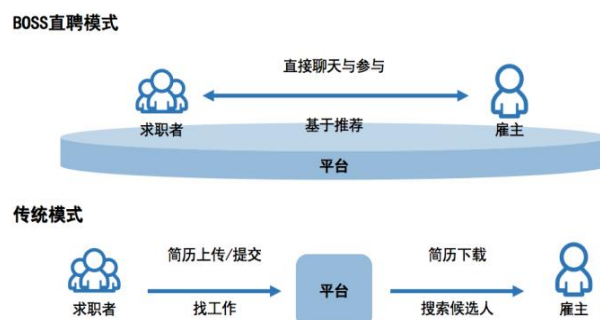 BOSS直聘模式
直接聊天与参与
求职者
基于推荐
雇主
平台
传统模式
简历上传/提交
简历下载
平台
求职者
找工作
搜索候选人
雇主